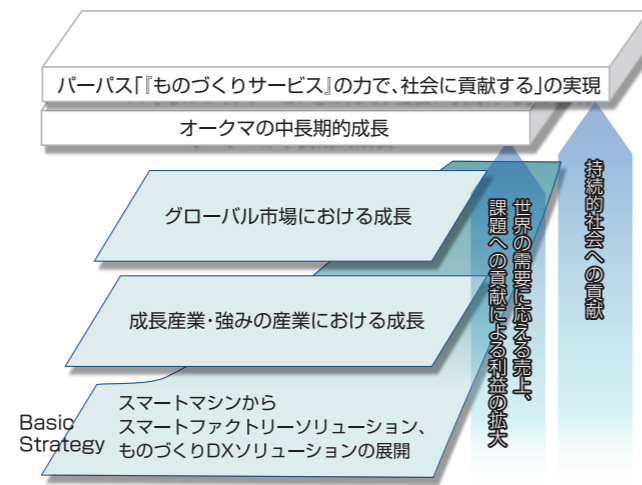 パーパス「『ものづくりサービス』の力で、社会に貢献する」の実現
オークマの中長期的成長
グローバル市場における成長
成長産業・強みの産業における成長
Basic
Strategy
スマートマシンから
スマートファクトリーソリューション、
ものづくりDXソリューションの展開
世界の需要に応える売上、
課題への貢献による利益の拡大
持続的社会への貢献